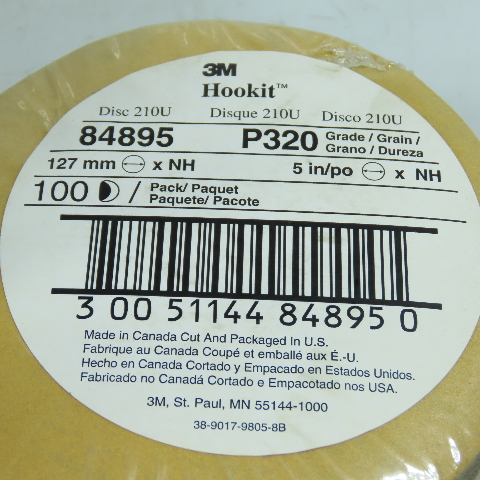 3M
Hookit™
Disc 210U Disque 210U Disco 210U
84895 P320 Grade / Grain / Grano / Dureza
127 mm x NH 5 in/po x NH
100 / Pack/ Paquet
Paquete/ Pacote
3 00 51144 84895 0
Made in Canada Cut And Packaged In U.S.
Fabrique au Canada Coupé et emballé aux É.-U.
Hecho en Canada Cortado y Empacado en Estados Unidos.
Fabricado no Canadá Cortado e Empacotado nos USA.
3M, St. Paul, MN 55144-1000
38-9017-9805-8B